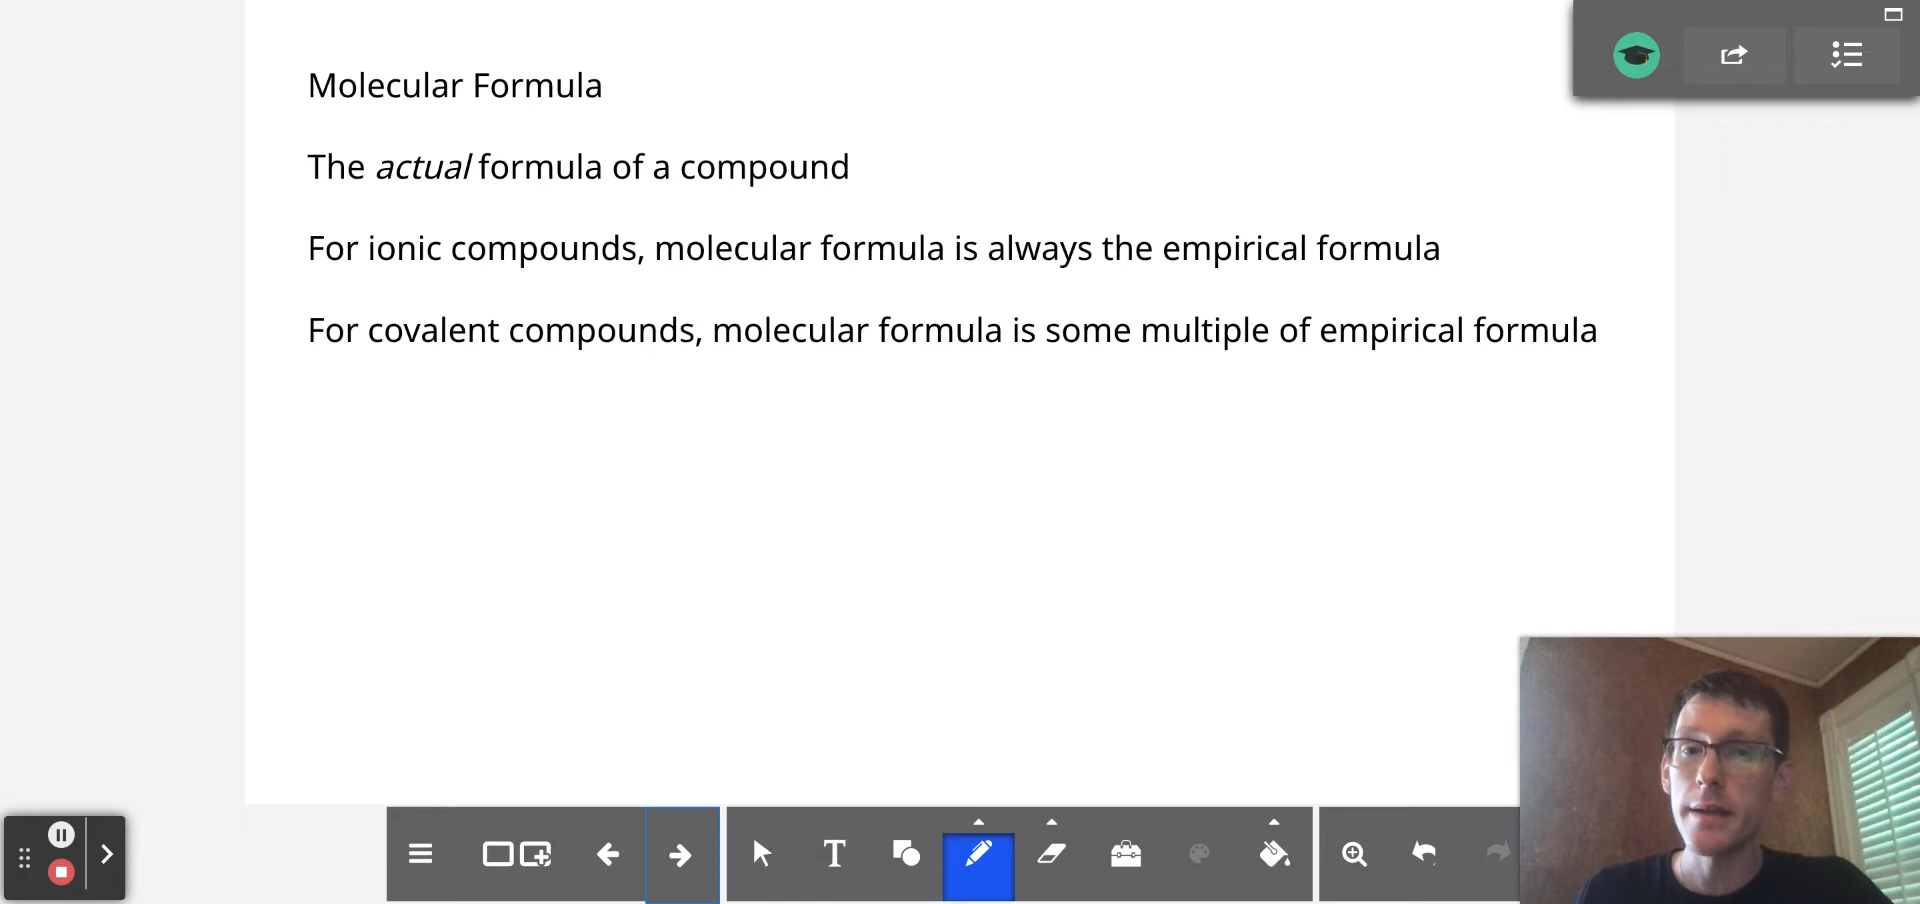 Molecular Formula
The actual formula of a compound
For ionic compounds, molecular formula is always the empirical formula
For covalent compounds, molecular formula is some multiple of empirical formula
T